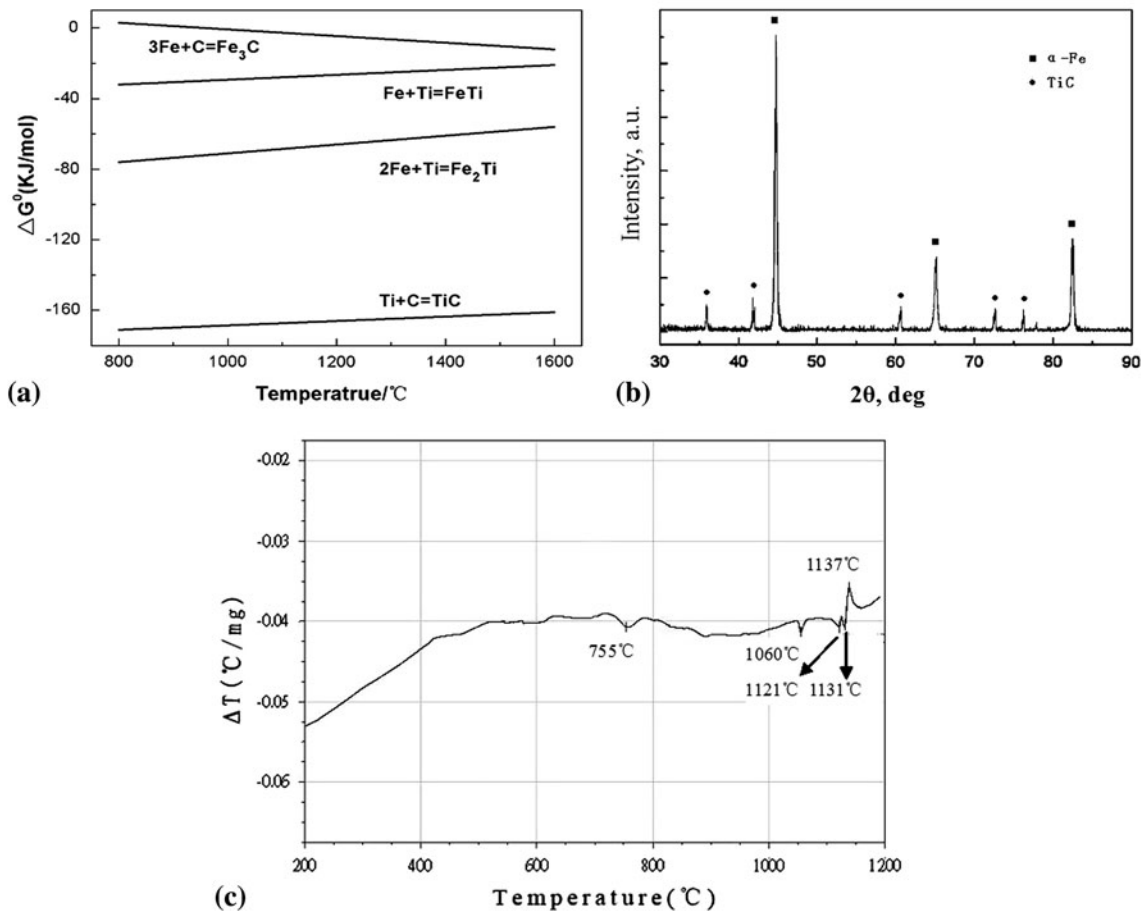 0
3Fe+C=Fe₃C
-40
Fe+Ti=FeTi
-80
2Fe+Ti=Fe₂Ti
-120
-160
Ti+C=TiC
△G⁰(KJ/mol)
800 1000 1200 1400 1600
Temperatrue/℃
(a)
■ α-Fe
● TiC
Intensity, a.u.
30 40 50 60 70 80 90
2θ, deg
(b)
-0.02
-0.03
-0.04
-0.05
-0.06
ΔT(℃/mg)
1137℃
755℃
1060℃
1121℃ 1131℃
200 400 600 800 1000 1200
Temperature(℃)
(c)